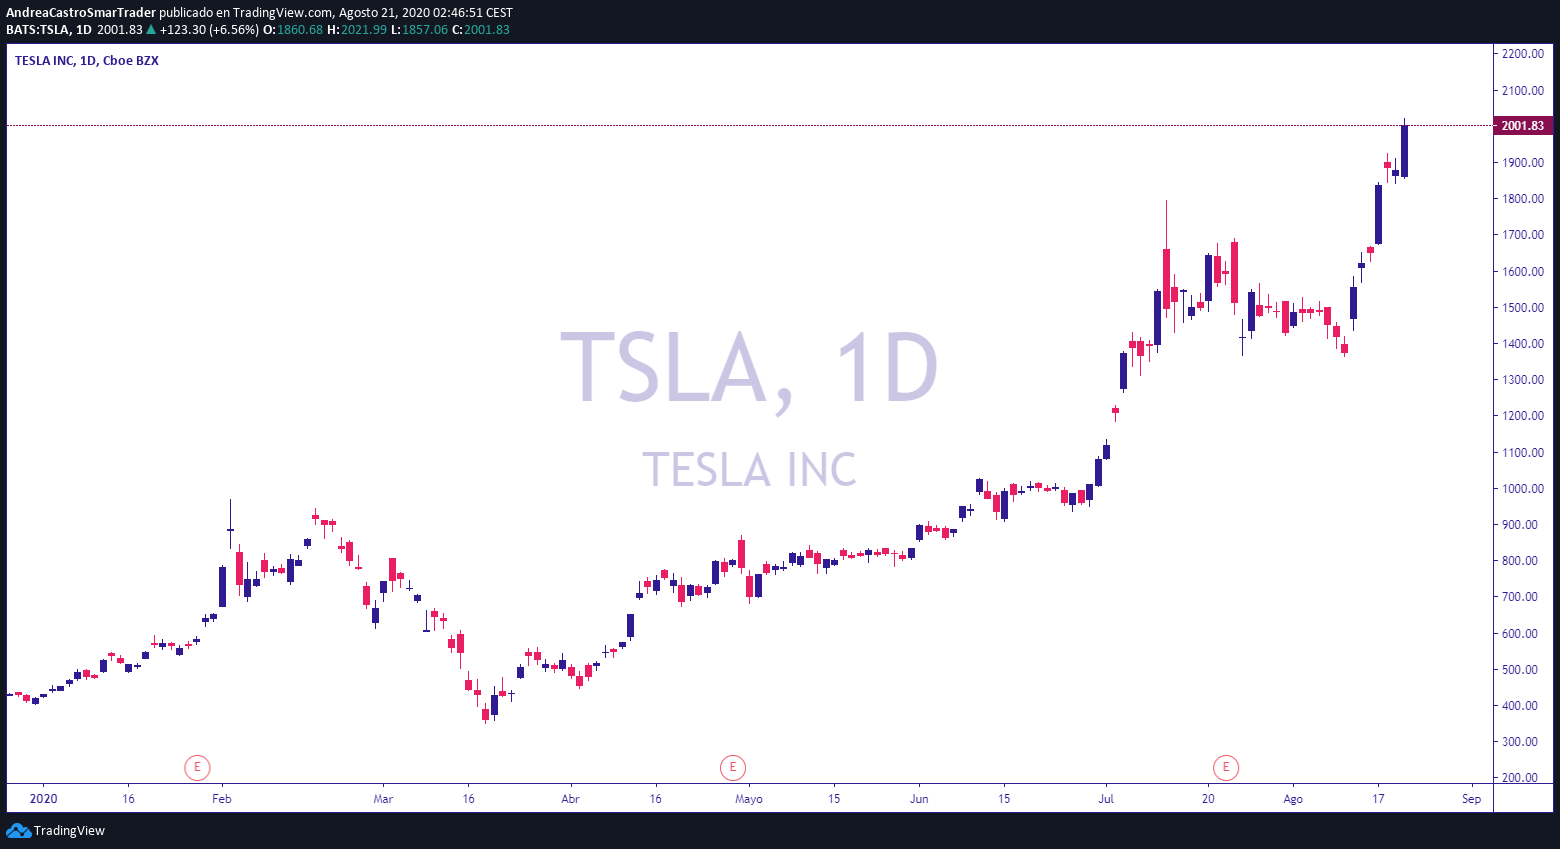 AndreaCastroSmarTrader publicado en TradingView.com, Agosto 21, 2020 02:46:51 CEST
BATS:TSLA, 1D 2001.83 ▲ +123.30 (+6.56%) O:1860.68 H:2021.99 L:1857.06 C:2001.83
TESLA INC, 1D, Cboe BZX
2200.00
2100.00
2001.83
1900.00
1800.00
1700.00
1600.00
1500.00
1400.00
1300.00
1200.00
1100.00
1000.00
900.00
800.00
700.00
600.00
500.00
400.00
300.00
200.00
TSLA, 1D
TESLA INC
E E E
2020 16 Feb Mar 16 Abr 16 Mayo 15 Jun 15 Jul 20 Ago 17 Sep
TradingView